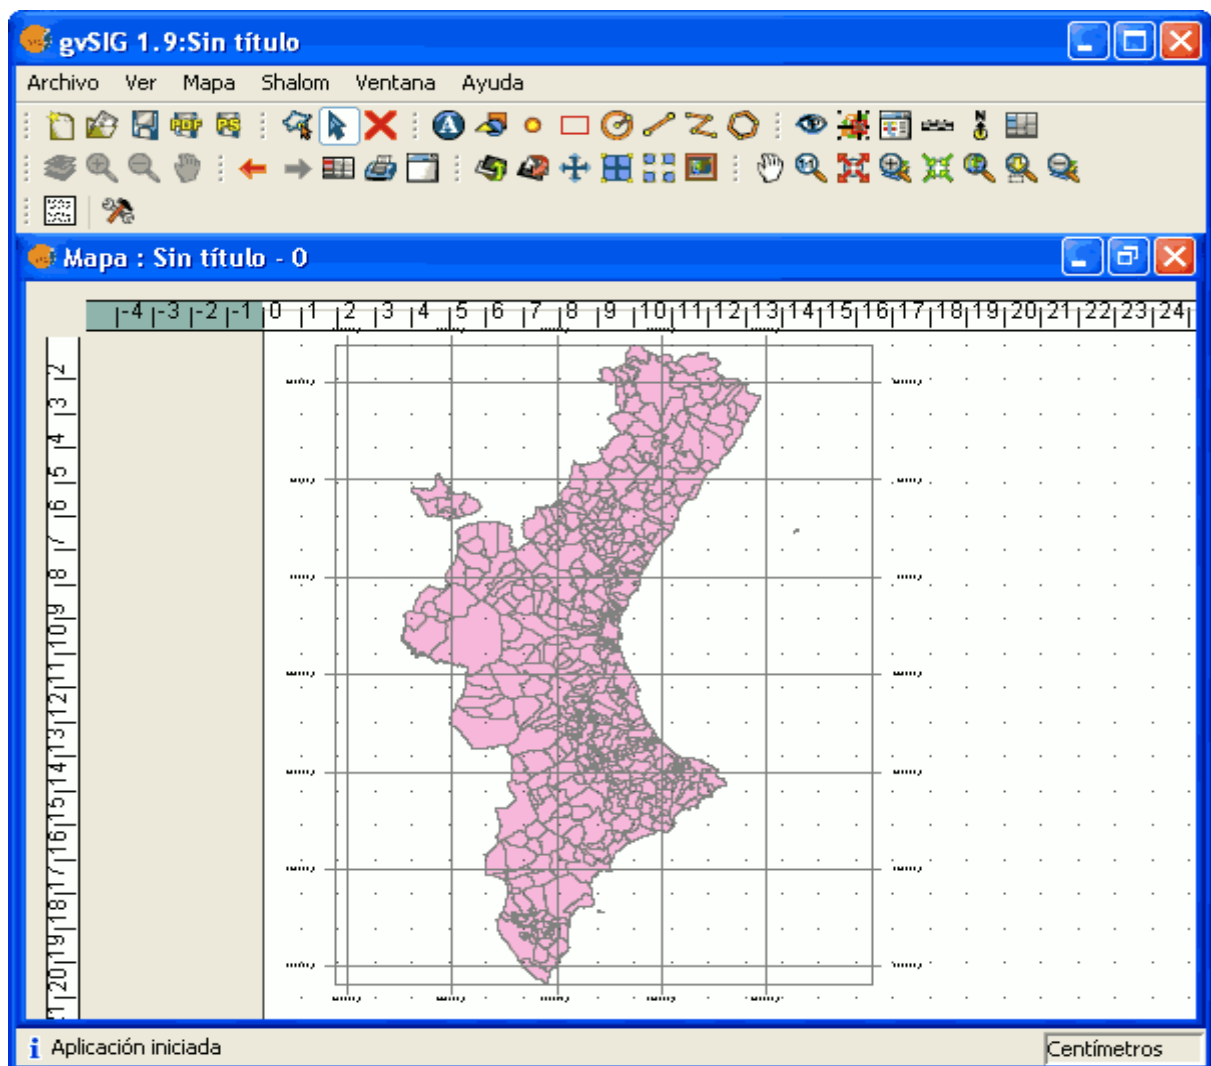 gvSIG 1.9:Sin título
Archivo Ver Mapa Shalom Ventana Ayuda
PDF PS
Mapa : Sin título - 0
-4 -3 -2 -1 0 1 2 3 4 5 6 7 8 9 10 11 12 13 14 15 16 17 18 19 20 21 22 23 24
2 3 4 5 6 7 8 9 10 11 12 13 14 15 16 17 18 19 20
Aplicación iniciada
Centímetros